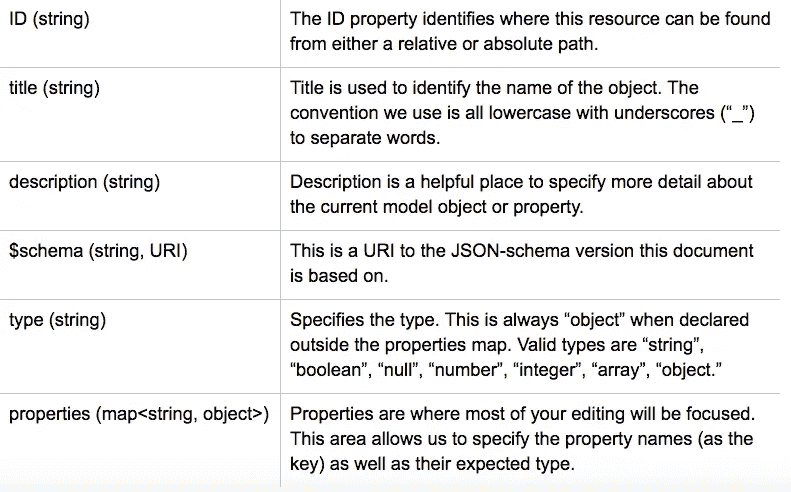 ID (string)
The ID property identifies where this resource can be found
from either a relative or absolute path.
title (string)
Title is used to identify the name of the object. The
convention we use is all lowercase with underscores (“_”)
to separate words.
description (string)
Description is a helpful place to specify more detail about
the current model object or property.
$schema (string, URI)
This is a URI to the JSON-schema version this document
is based on.
type (string)
Specifies the type. This is always “object” when declared
outside the properties map. Valid types are “string”,
“boolean”, “null”, “number”, “integer”, “array”, “object.”
properties (map<string, object>)
Properties are where most of your editing will be focused.
This area allows us to specify the property names (as the
key) as well as their expected type.